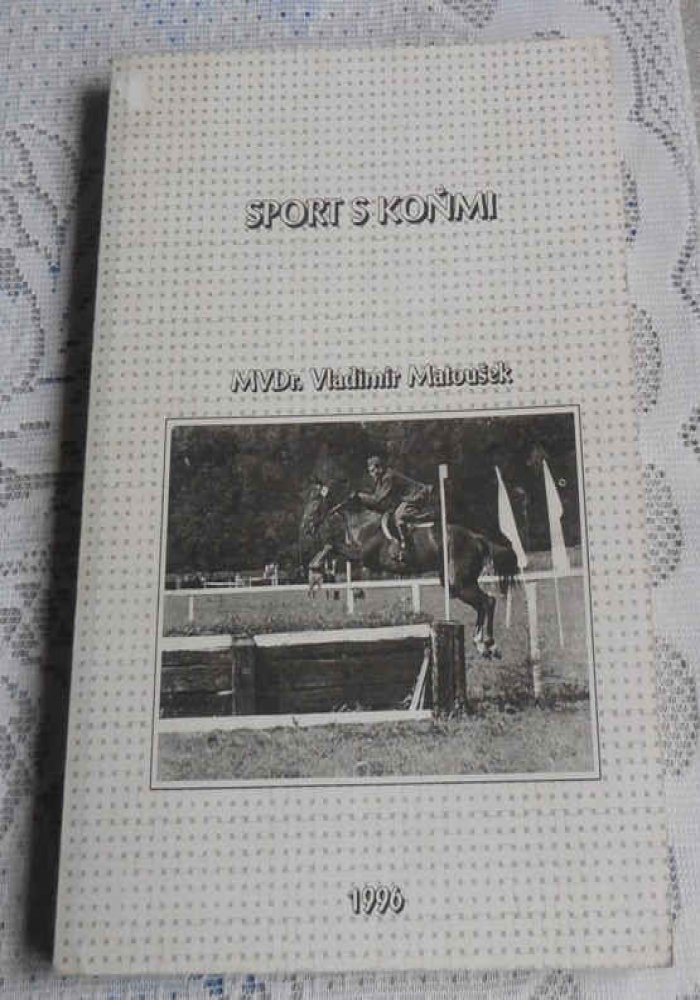 SPORT S KOŇMI
MVDr. Vladimír Matoušek
1996